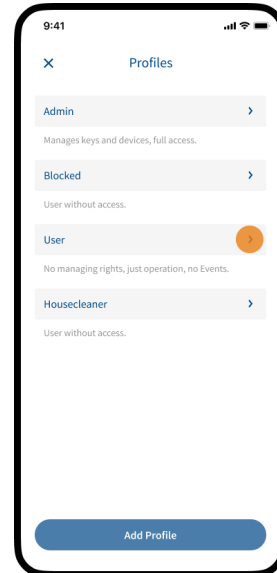 9:41
Profiles
Admin
Manages keys and devices, full access.
Blocked
User without access.
User
No managing rights, just operation, no Events.
Housecleaner
User without access.
Add Profile